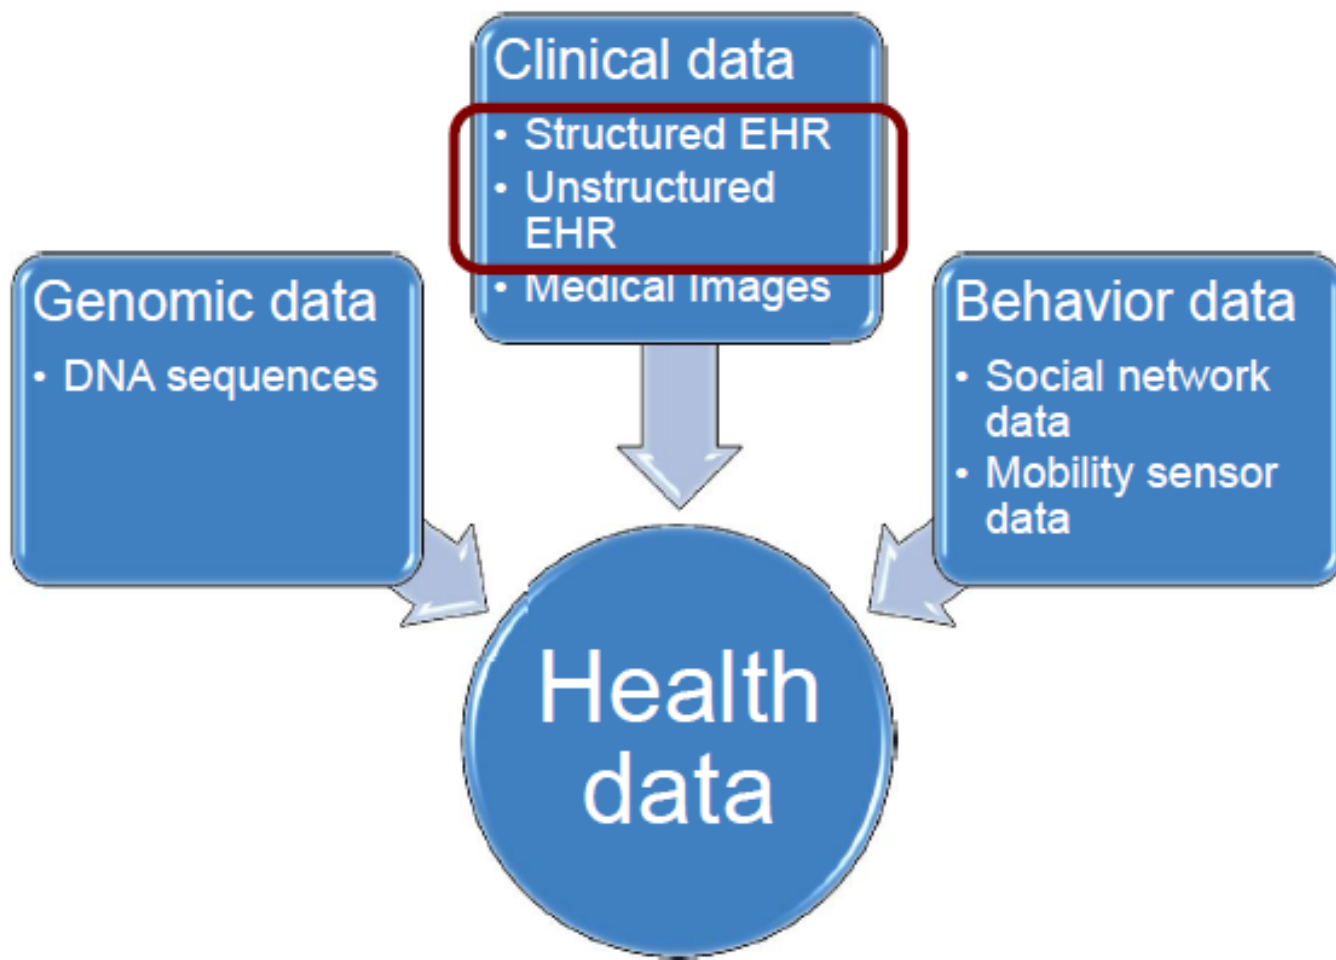 Clinical data
• Structured EHR
• Unstructured
EHR
• Medical Images
Genomic data
• DNA sequences
Behavior data
• Social network
data
• Mobility sensor
data
Health
data